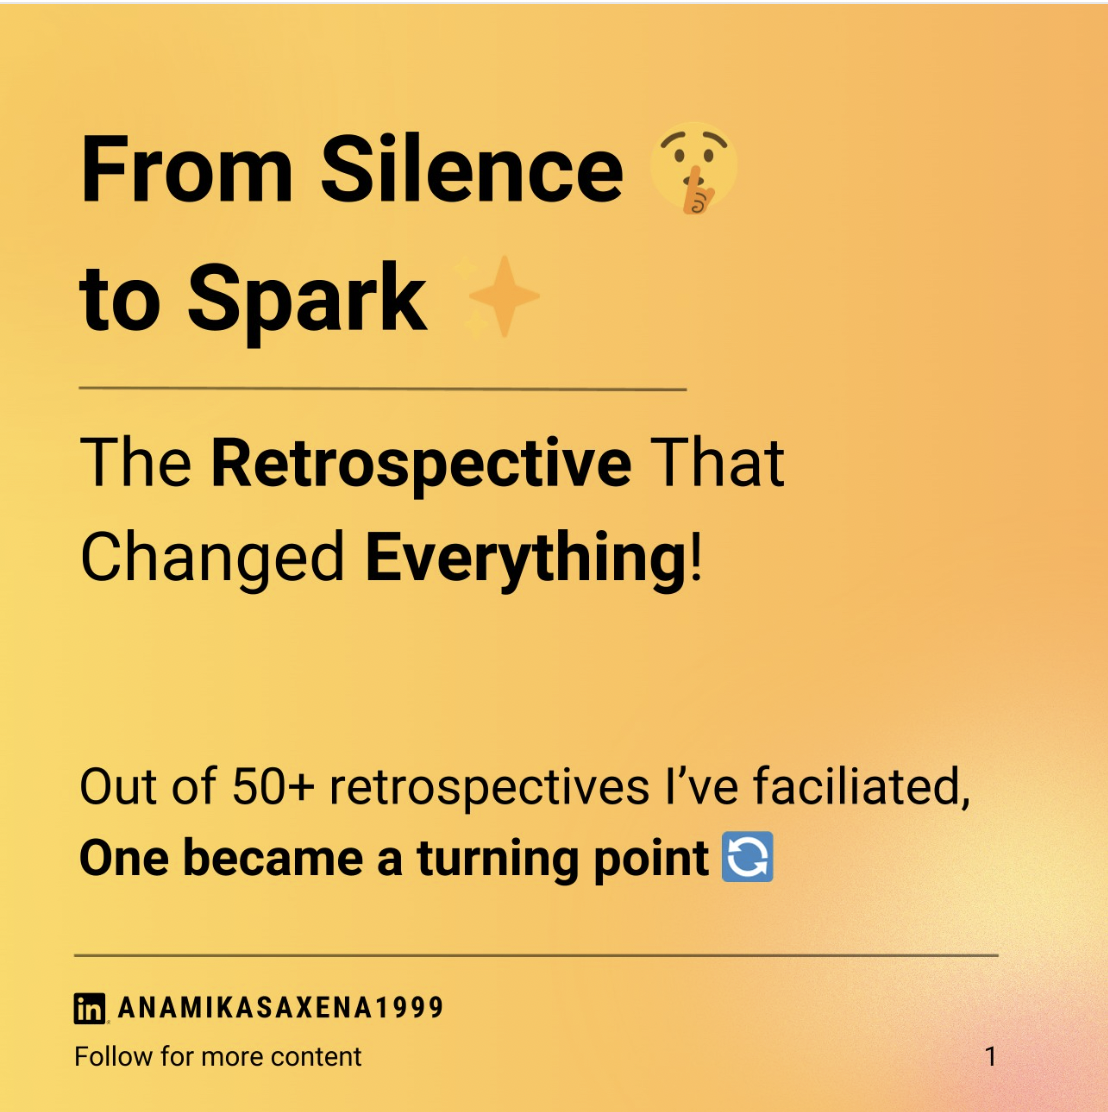 From Silence 🤫
to Spark ✨
The Retrospective That
Changed Everything!
Out of 50+ retrospectives I’ve faciliated,
One became a turning point 🔄
in ANAMIKASAXENA1999
Follow for more content
1